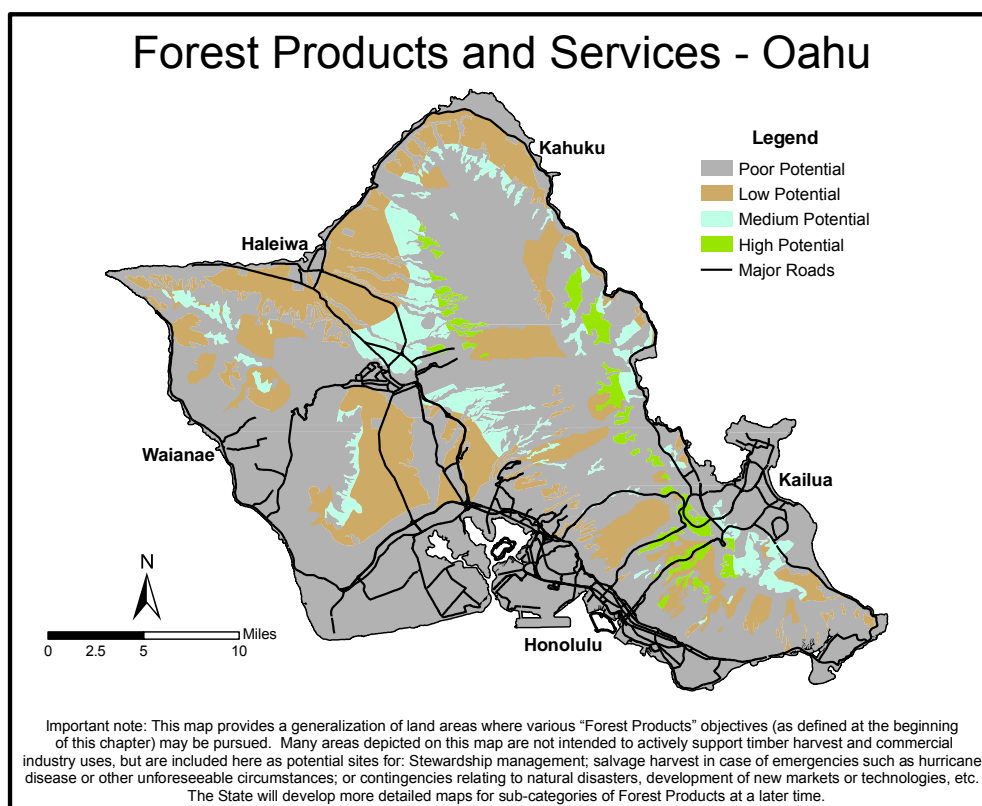 Forest Products and Services - Oahu
Kahuku
Legend
Poor Potential
Low Potential
Medium Potential
High Potential
Major Roads
Haleiwa
Waianae
Kailua
N
Miles
0 2.5 5 10
Honolulu
Important note: This map provides a generalization of land areas where various “Forest Products” objectives (as defined at the beginning
of this chapter) may be pursued. Many areas depicted on this map are not intended to actively support timber harvest and commercial
industry uses, but are included here as potential sites for: Stewardship management; salvage harvest in case of emergencies such as hurricane
disease or other unforeseeable circumstances; or contingencies relating to natural disasters, development of new markets or technologies, etc.
The State will develop more detailed maps for sub-categories of Forest Products at a later time.